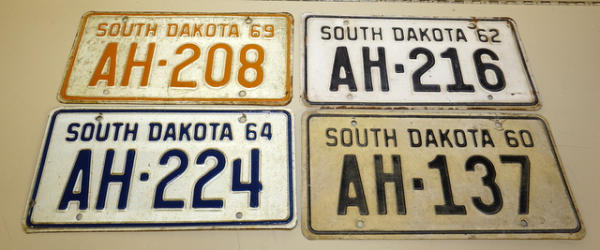 SOUTH DAKOTA 69
AH-208
SOUTH DAKOTA 62
AH-216
SOUTH DAKOTA 64
AH-224
SOUTH DAKOTA 60
AH-137